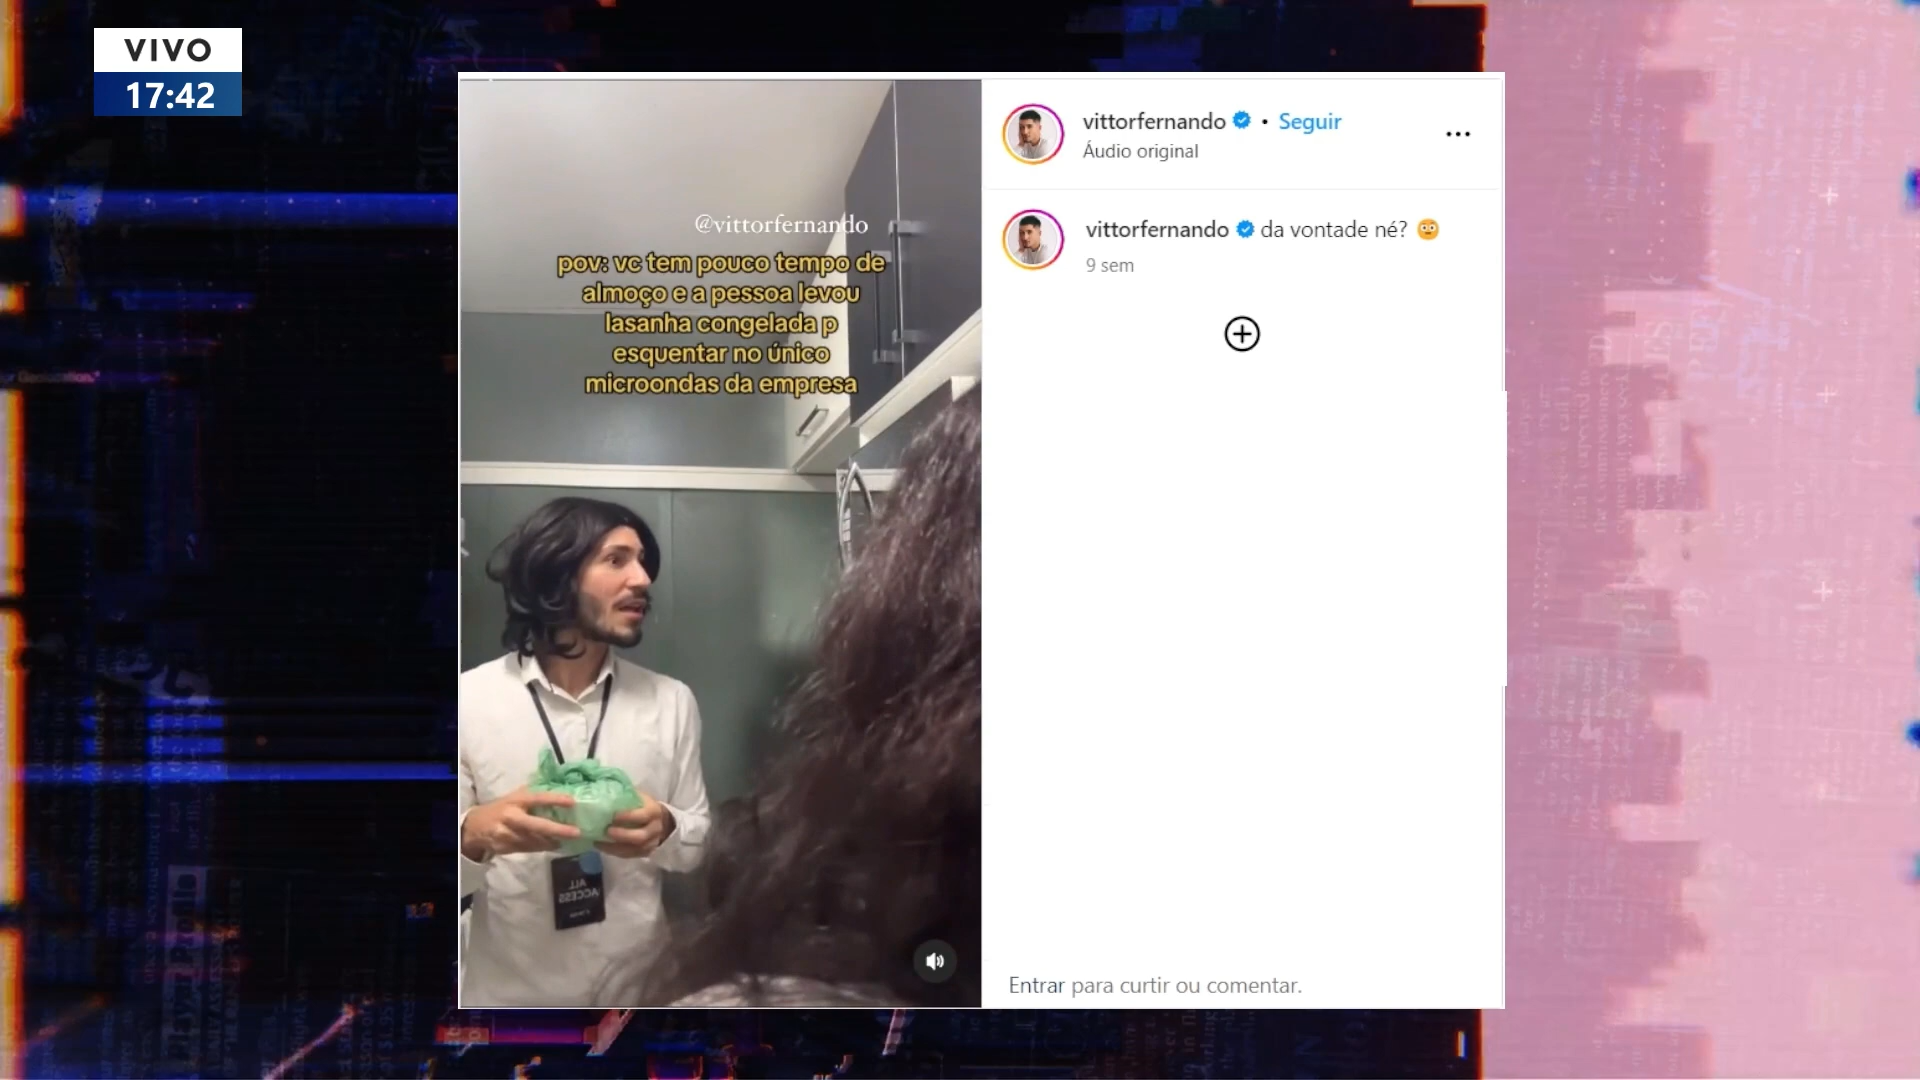 VIVO
17:42
@vittorfernando
pov: vc tem pouco tempo de
almoço e a pessoa levou
lasanha congelada p
esquentar no único
microondas da empresa
ALL
ACCESS
vittorfernando • Seguir
Áudio original
vittorfernando da vontade né? 😳
9 sem
Entrar para curtir ou comentar.